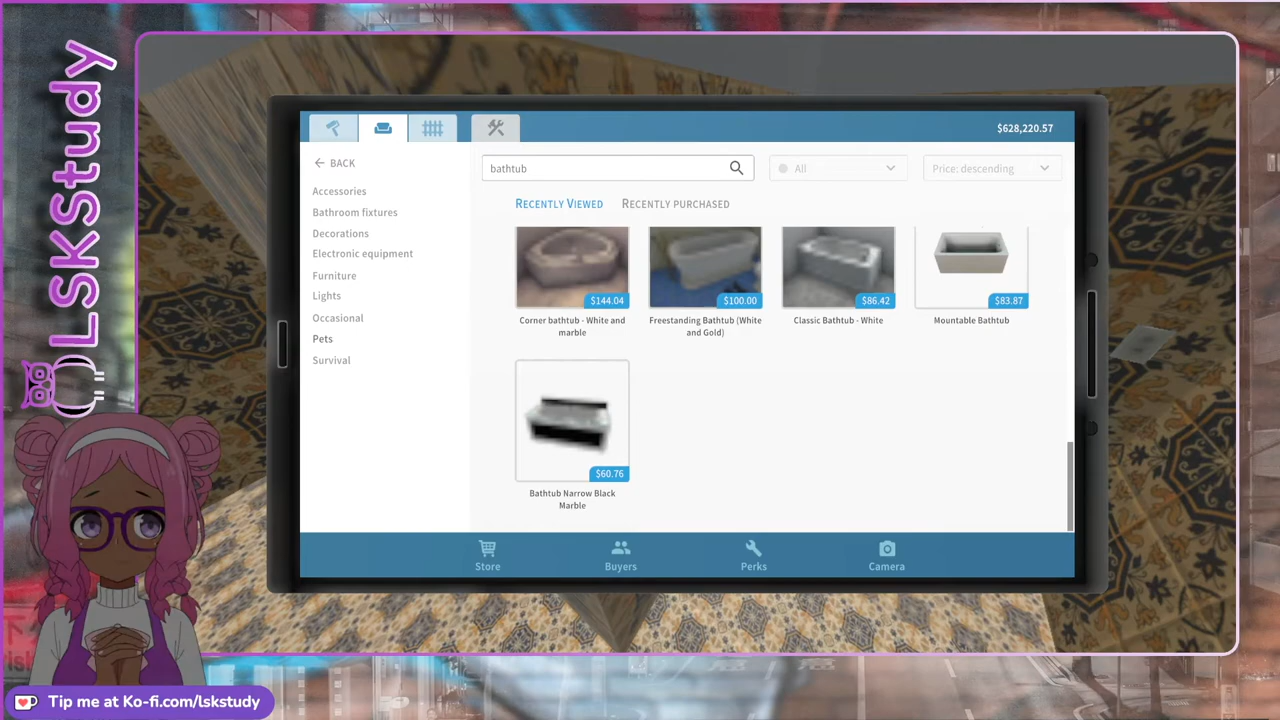 LSKStudy
$628,220.57
BACK
bathtub
All
Price: descending
Accessories
Bathroom fixtures
Decorations
Electronic equipment
Furniture
Lights
Occasional
Pets
Survival
RECENTLY VIEWED
RECENTLY PURCHASED
$144.04
$100.00
$86.42
$83.87
Corner bathtub - White and
marble
Freestanding Bathtub (White
and Gold)
Classic Bathtub - White
Mountable Bathtub
$60.76
Bathtub Narrow Black
Marble
Store
Buyers
Perks
Camera
Tip me at Ko-fi.com/lskstudy